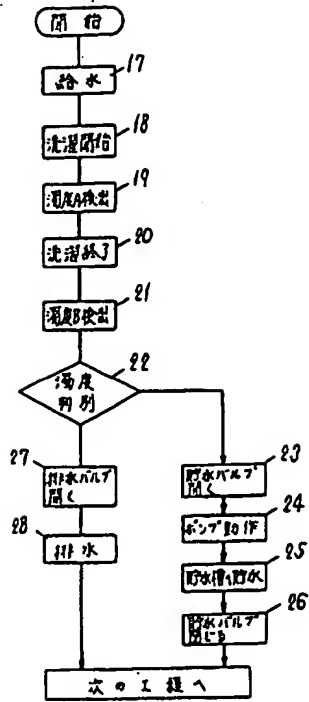 開始
給水
17
洗濯開始
18
濁度A検出
19
洗濯終了
20
濁度B検出
21
濁度
判別
22
排水バルブ
開く
27
排水
28
貯水バルブ
開く
23
ポンプ動作
24
貯水槽へ貯水
25
貯水バルブ
閉じる
26
次の工程へ